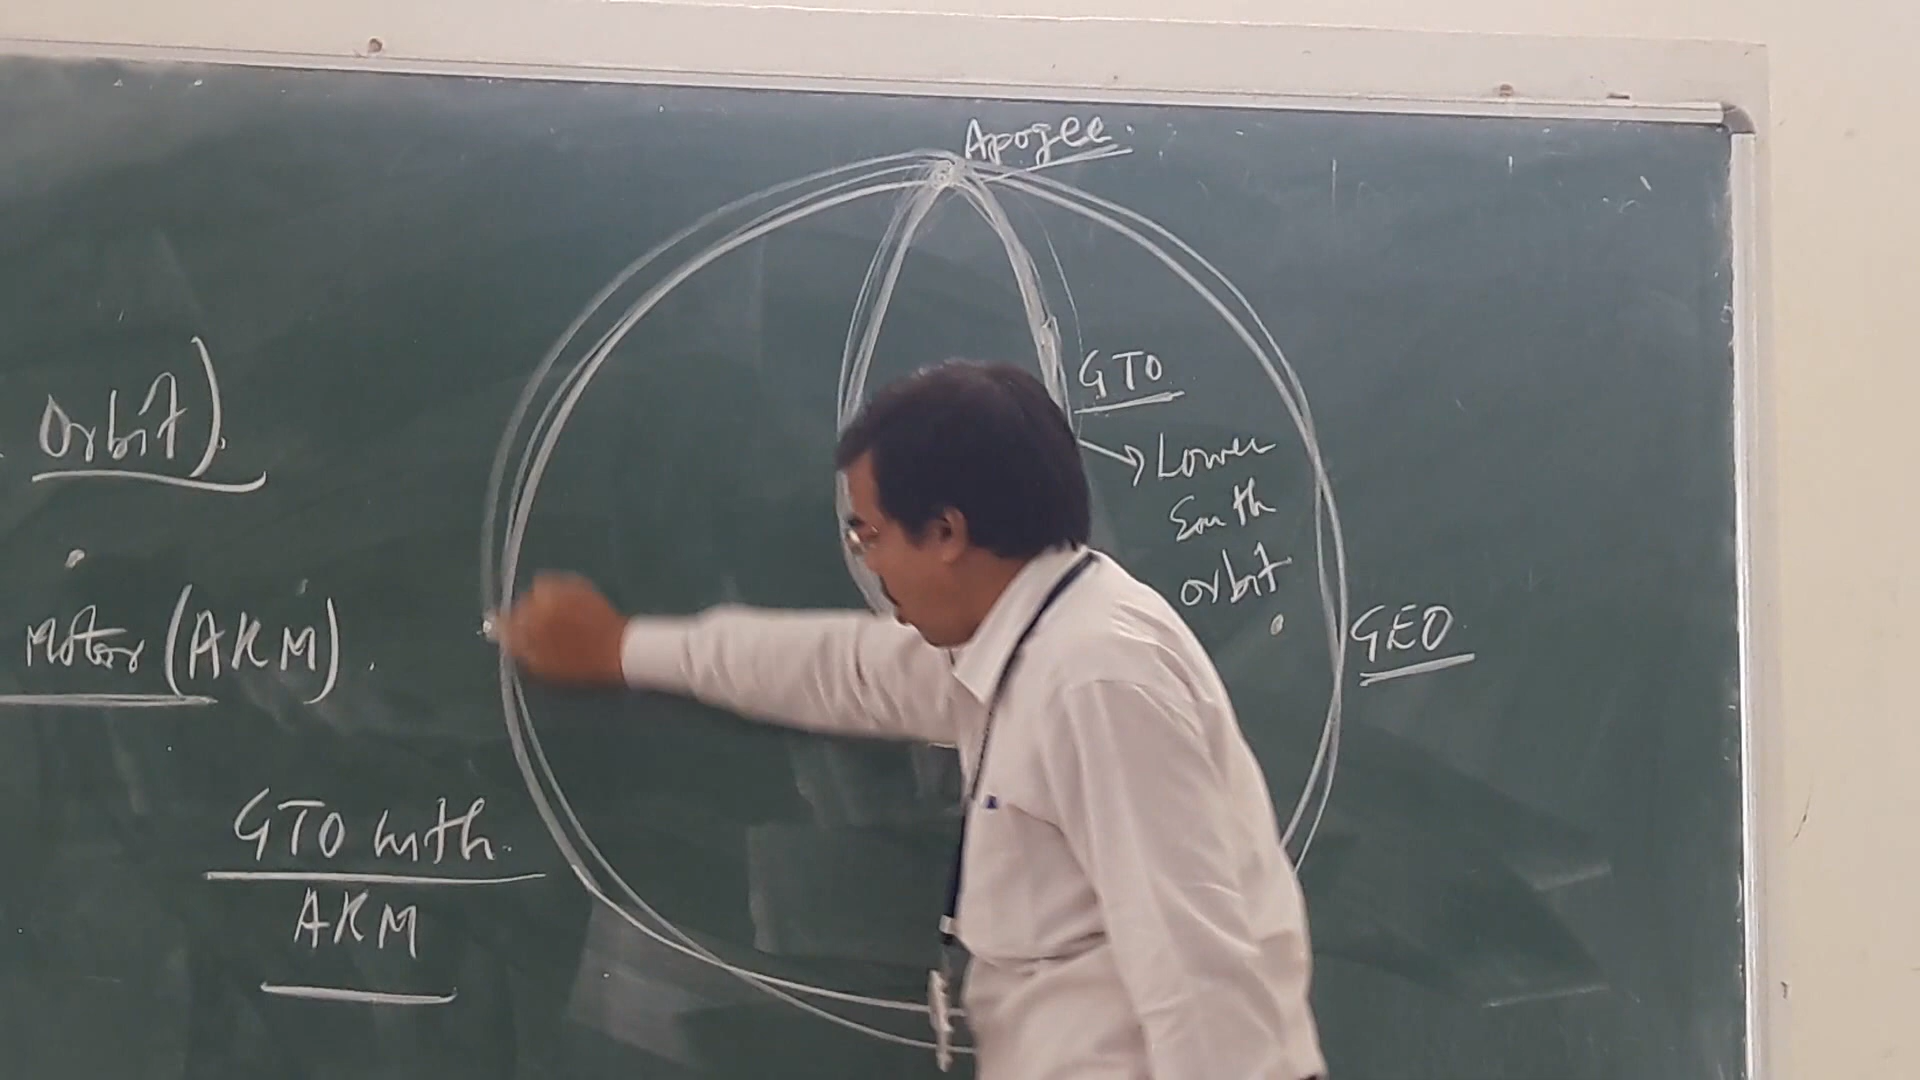 Apogee.
GTO
→ Lower
Earth
orbit
GEO
Orbit).
Motor (AKM).
GTO with
AKM